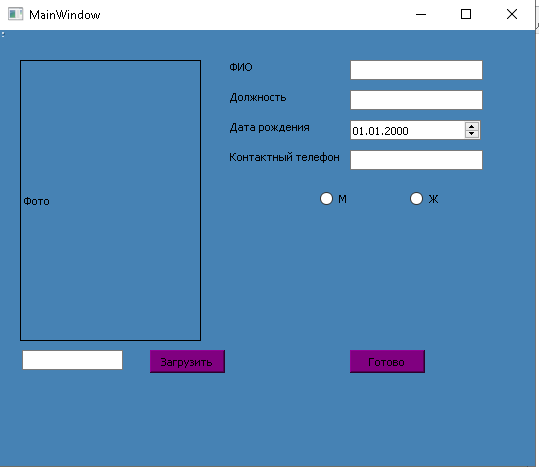 MainWindow
:
ФИО
Должность
Дата рождения
01.01.2000
Контактный телефон
М
Ж
Фото
Загрузить
Готово